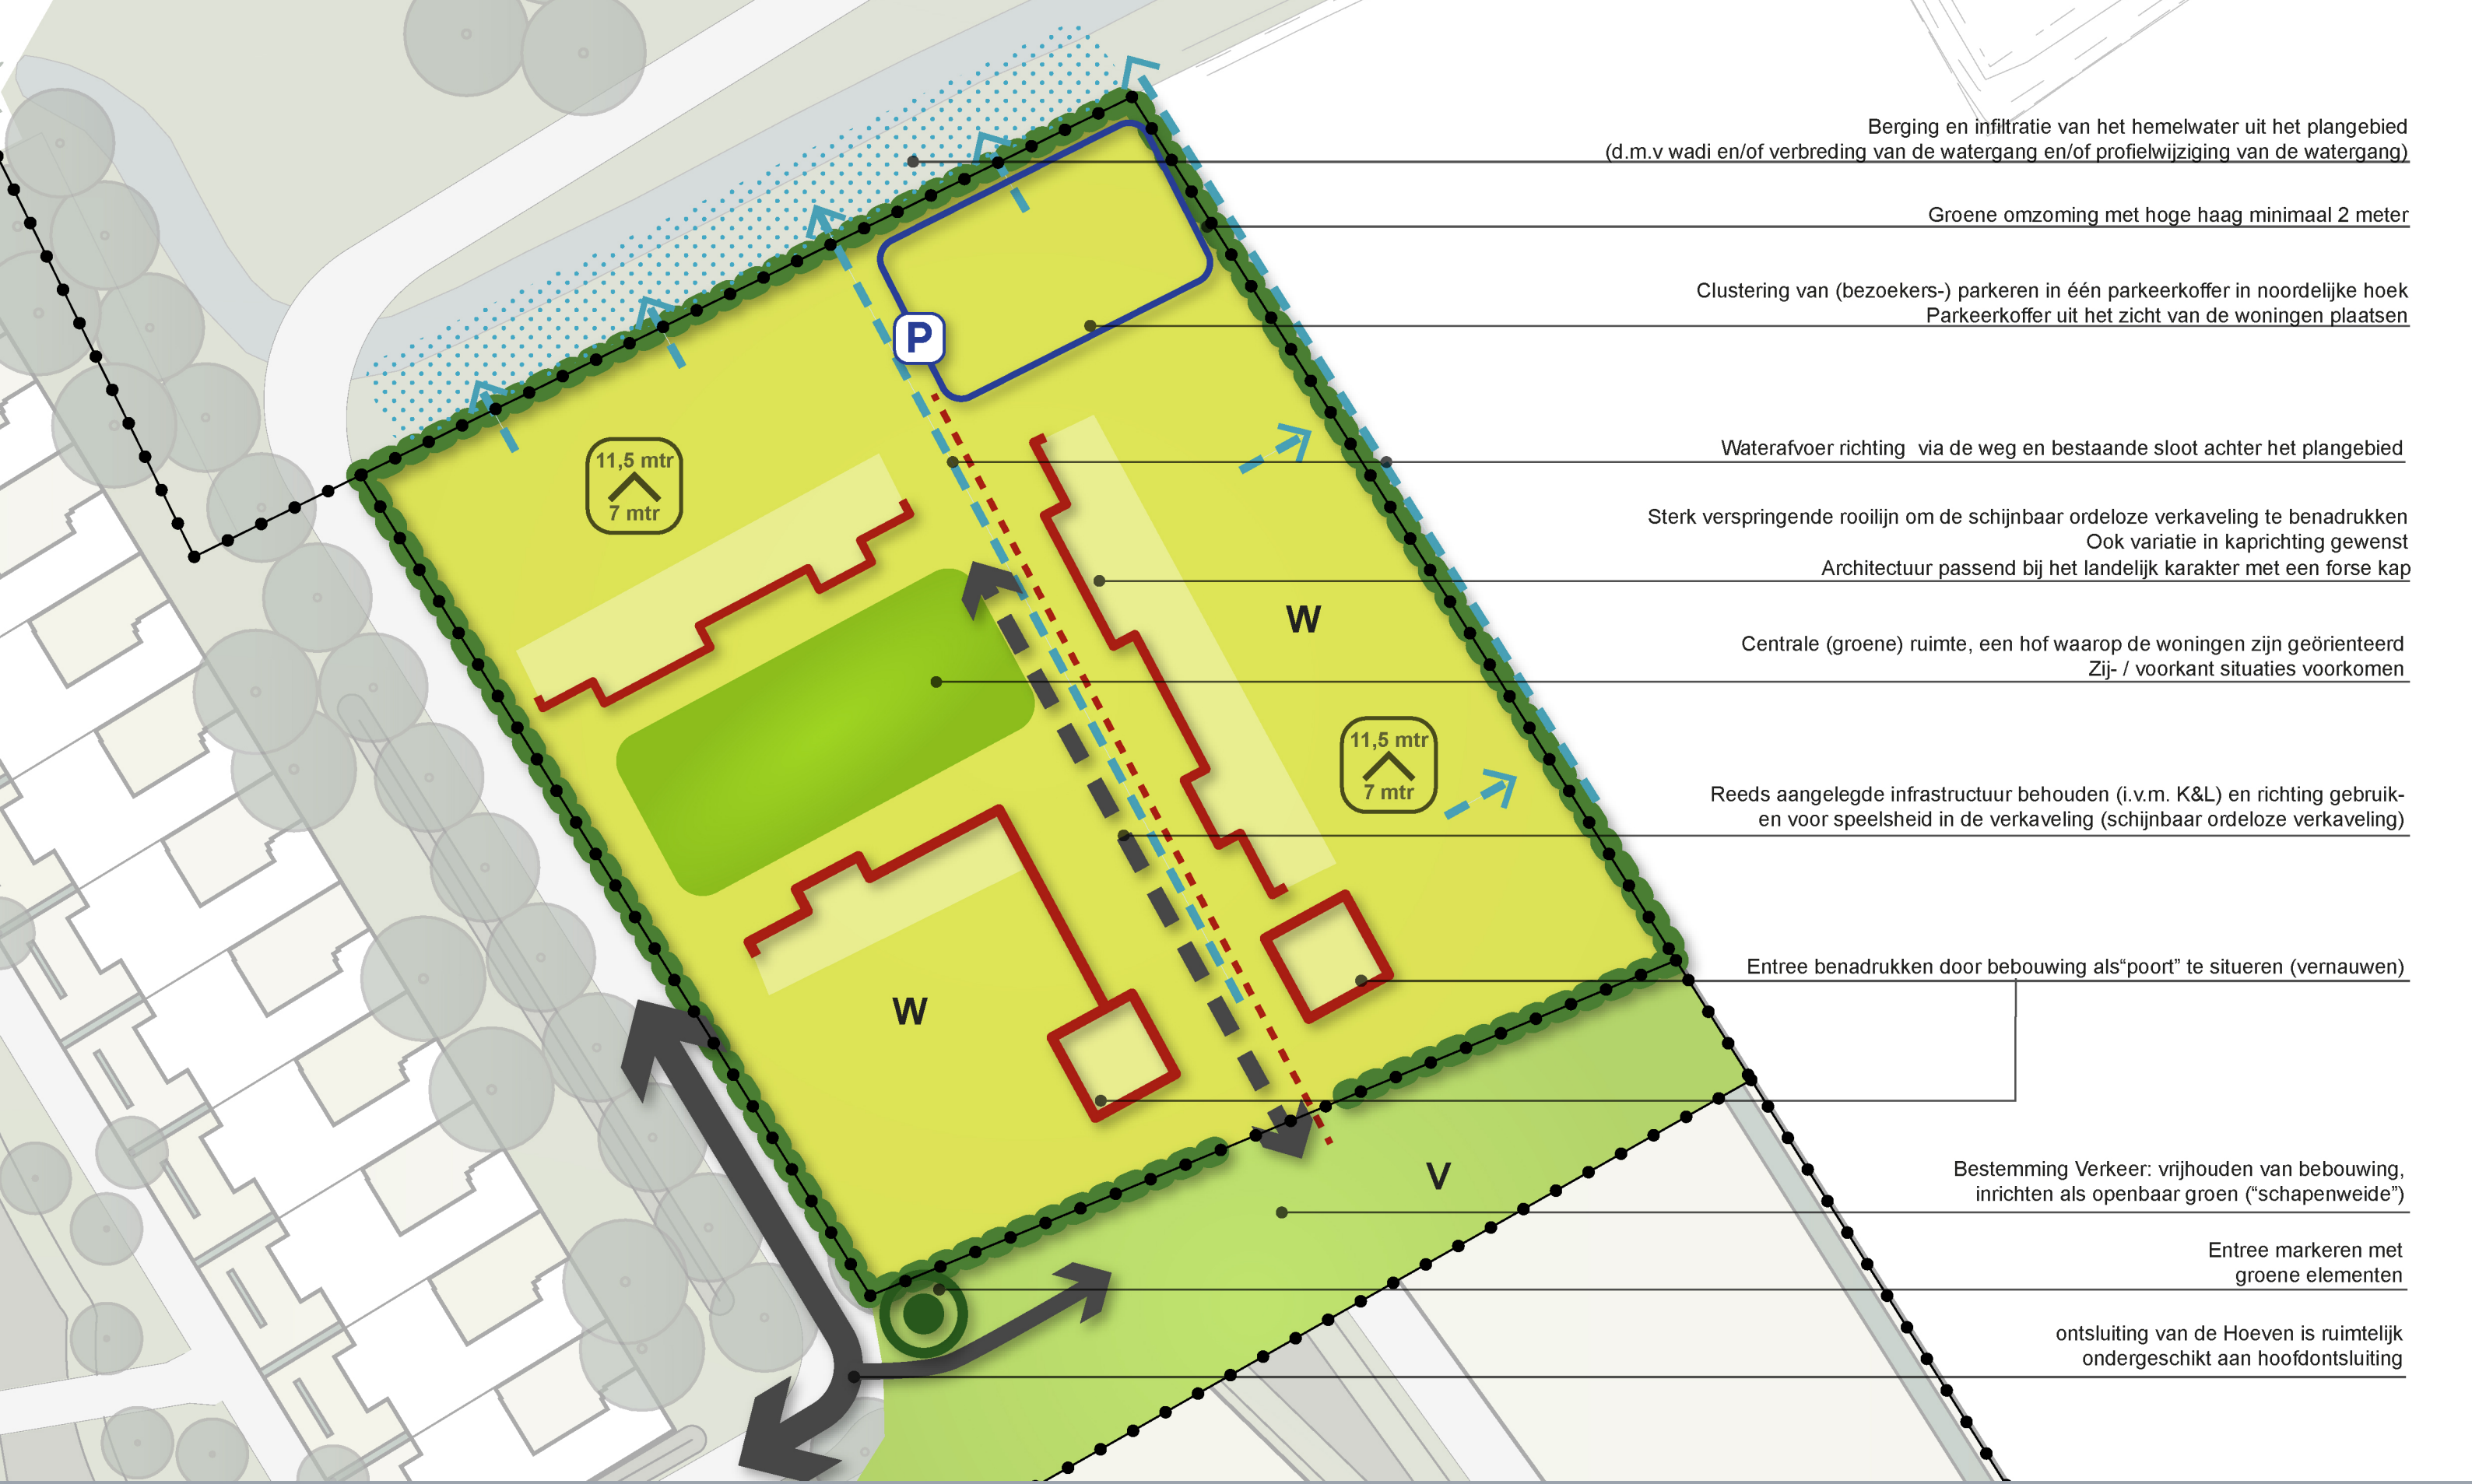 Berging en infiltratie van het hemelwater uit het plangebied
(d.m.v wadi en/of verbreding van de watergang en/of profielwijziging van de watergang)
Groene omzoming met hoge haag minimaal 2 meter
Clustering van (bezoekers-) parkeren in één parkeerkoffer in noordelijke hoek
Parkeerkoffer uit het zicht van de woningen plaatsen
P
Waterafvoer richting via de weg en bestaande sloot achter het plangebied
11,5 mtr
7 mtr
Sterk verspringende rooilijn om de schijnbaar ordeloze verkaveling te benadrukken
Ook variatie in kaprichting gewenst
Architectuur passend bij het landelijk karakter met een forse kap
W
Centrale (groene) ruimte, een hof waarop de woningen zijn geörienteerd
Zij- / voorkant situaties voorkomen
11,5 mtr
7 mtr
Reeds aangelegde infrastructuur behouden (i.v.m. K&L) en richting gebruik-
en voor speelsheid in de verkaveling (schijnbaar ordeloze verkaveling)
Entree benadrukken door bebouwing als“poort” te situeren (vernauwen)
W
Bestemming Verkeer: vrijhouden van bebouwing,
inrichten als openbaar groen (“schapenweide”)
V
Entree markeren met
groene elementen
ontsluiting van de Hoeven is ruimtelijk
ondergeschikt aan hoofdontsluiting